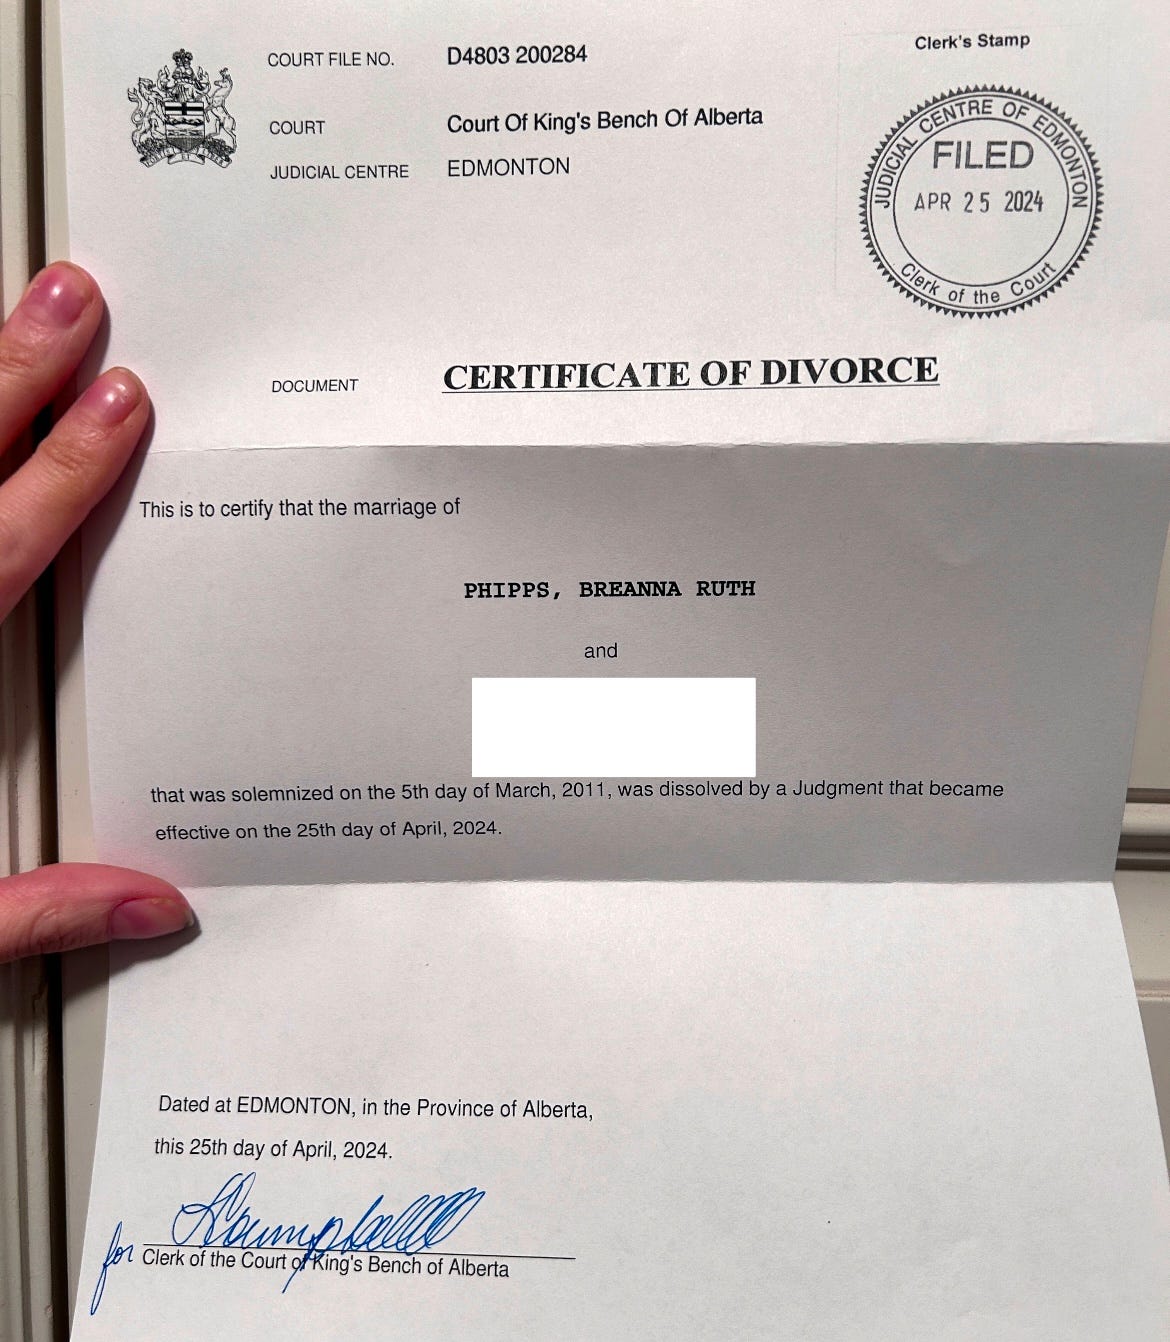 COURT FILE NO. D4803 200284
Clerk's Stamp
COURT Court Of King's Bench Of Alberta
JUDICIAL CENTRE EDMONTON
JUDICIAL CENTRE OF EDMONTON
FILED
APR 25 2024
Clerk of the Court
DOCUMENT CERTIFICATE OF DIVORCE
This is to certify that the marriage of
PHIPPS, BREANNA RUTH
and
that was solemnized on the 5th day of March, 2011, was dissolved by a Judgment that became
effective on the 25th day of April, 2024.
Dated at EDMONTON, in the Province of Alberta,
this 25th day of April, 2024.
for Clerk of the Court of King's Bench of Alberta